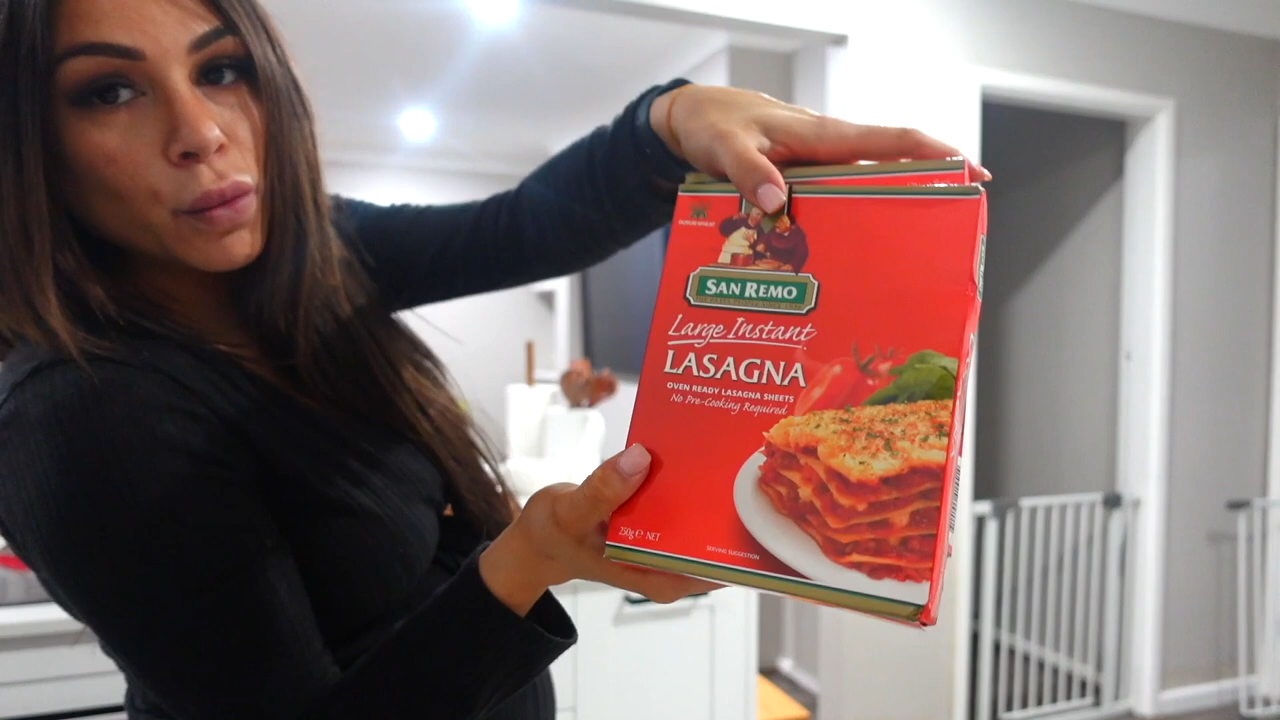 SAN REMO
Large Instant
LASAGNA
OVEN READY LASAGNA SHEETS
No Pre-Cooking Required
250g e NET
SERVING SUGGESTION